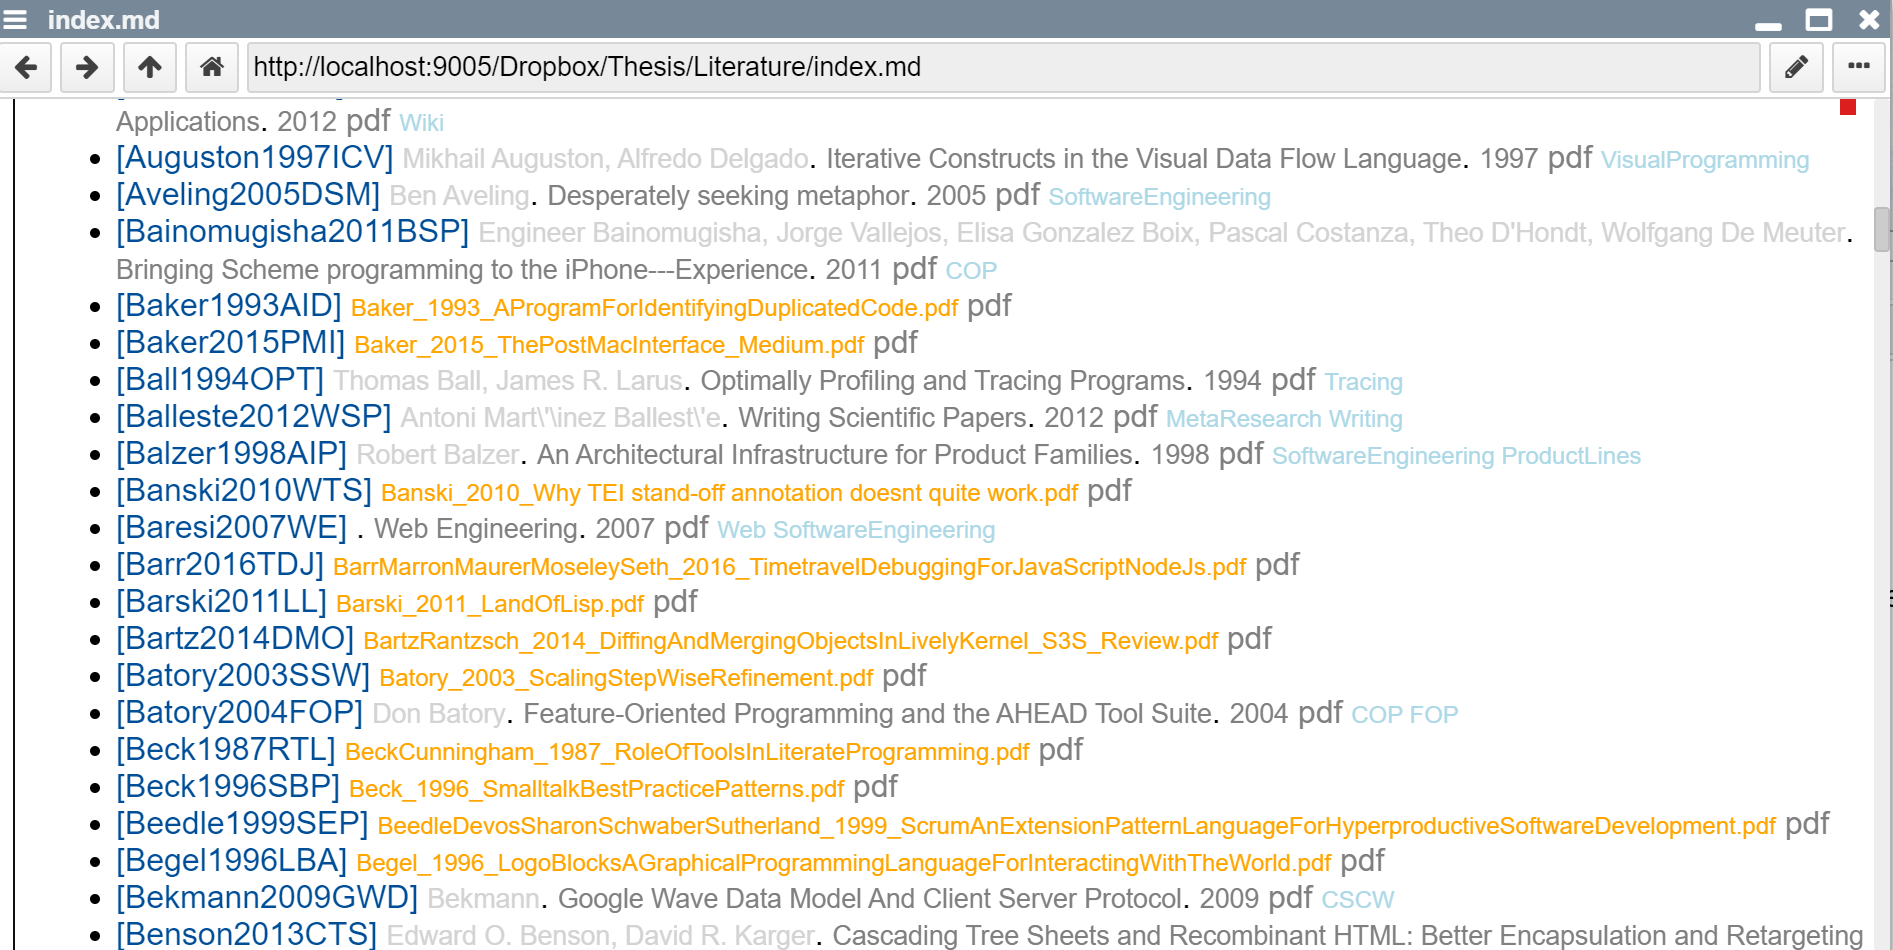 index.md
http://localhost:9005/Dropbox/Thesis/Literature/index.md
Applications. 2012 pdf Wiki
[Auguston1997ICV] Mikhail Auguston, Alfredo Delgado. Iterative Constructs in the Visual Data Flow Language. 1997 pdf VisualProgramming
[Aveling2005DSM] Ben Aveling. Desperately seeking metaphor. 2005 pdf SoftwareEngineering
[Bainomugisha2011BSP] Engineer Bainomugisha, Jorge Vallejos, Elisa Gonzalez Boix, Pascal Costanza, Theo D'Hondt, Wolfgang De Meuter.
Bringing Scheme programming to the iPhone---Experience. 2011 pdf COP
[Baker1993AID] Baker_1993_AProgramForIdentifyingDuplicatedCode.pdf pdf
[Baker2015PMI] Baker_2015_ThePostMacInterface_Medium.pdf pdf
[Ball1994OPT] Thomas Ball, James R. Larus. Optimally Profiling and Tracing Programs. 1994 pdf Tracing
[Balleste2012WSP] Antoni Mart\'\inez Ballest\'e. Writing Scientific Papers. 2012 pdf MetaResearch Writing
[Balzer1998AIP] Robert Balzer. An Architectural Infrastructure for Product Families. 1998 pdf SoftwareEngineering ProductLines
[Banski2010WTS] Banski_2010_Why TEI stand-off annotation doesnt quite work.pdf pdf
[Baresi2007WE] . Web Engineering. 2007 pdf Web SoftwareEngineering
[Barr2016TDJ] BarrMarronMaurerMoseleySeth_2016_TimetravelDebuggingForJavaScriptNodeJs.pdf pdf
[Barski2011LL] Barski_2011_LandOfLisp.pdf pdf
[Bartz2014DMO] BartzRantzsch_2014_DiffingAndMergingObjectsInLivelyKernel_S3S_Review.pdf pdf
[Batory2003SSW] Batory_2003_ScalingStepWiseRefinement.pdf pdf
[Batory2004FOP] Don Batory. Feature-Oriented Programming and the AHEAD Tool Suite. 2004 pdf COP FOP
[Beck1987RTL] BeckCunningham_1987_RoleOfToolsInLiterateProgramming.pdf pdf
[Beck1996SBP] Beck_1996_SmalltalkBestPracticePatterns.pdf pdf
[Beedle1999SEP] BeedleDevosSharonSchwaberSutherland_1999_ScrumAnExtensionPatternLanguageForHyperproductiveSoftwareDevelopment.pdf pdf
[Begel1996LBA] Begel_1996_LogoBlocksAGraphicalProgrammingLanguageForInteractingWithTheWorld.pdf pdf
[Bekmann2009GWD] Bekmann. Google Wave Data Model And Client Server Protocol. 2009 pdf CSCW
[Benson2013CTS] Edward O. Benson, David R. Karger. Cascading Tree Sheets and Recombinant HTML: Better Encapsulation and Retargeting